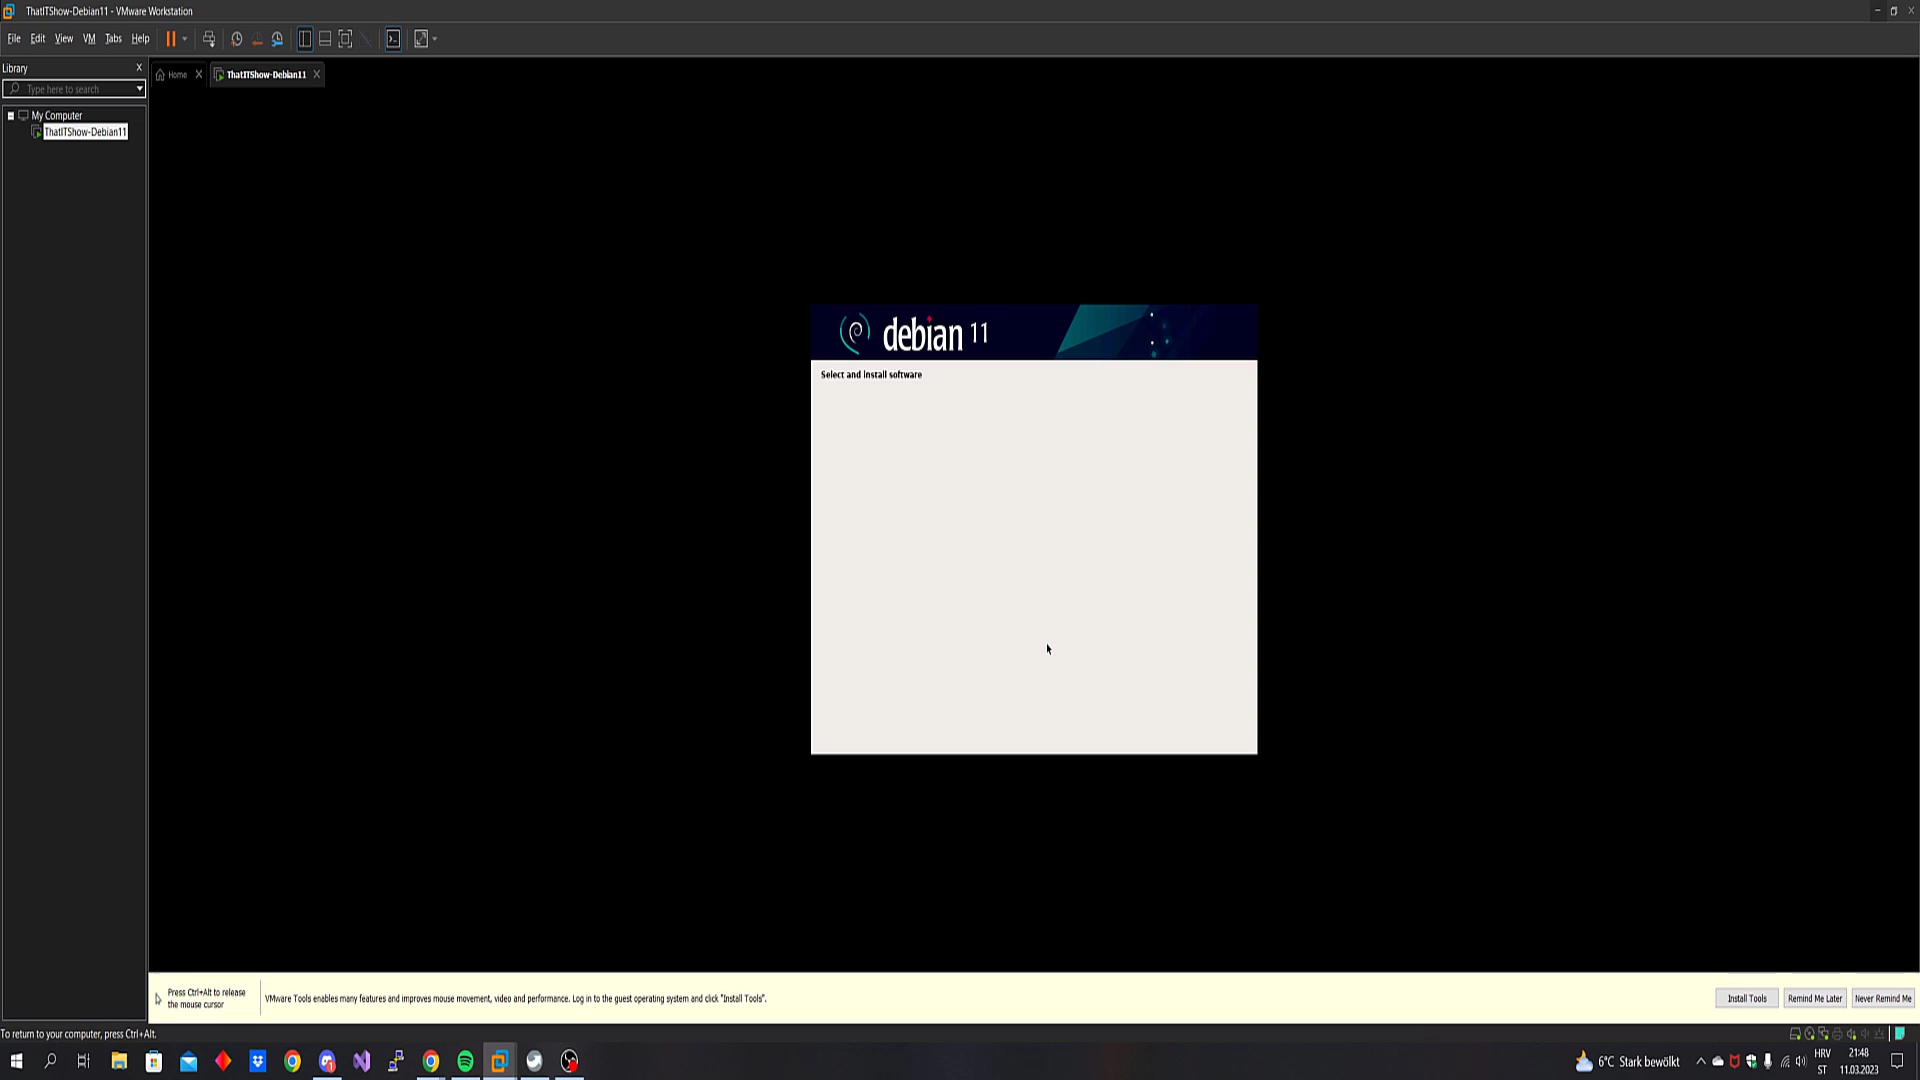 ThatITShow-Debian11 - VMware Workstation
File Edit View VM Tabs Help
Library
Home
ThatITShow-Debian11
Type here to search
My Computer
ThatITShow-Debian11
debian 11
Select and install software
Press Ctrl+Alt to release
the mouse cursor
VMware Tools enables many features and improves mouse movement, video and performance. Log in to the guest operating system and click "Install Tools".
Install Tools
Remind Me Later
Never Remind Me
To return to your computer, press Ctrl+Alt.
6°C Stark bewölkt
HRV
ST
21:48
11.03.2023